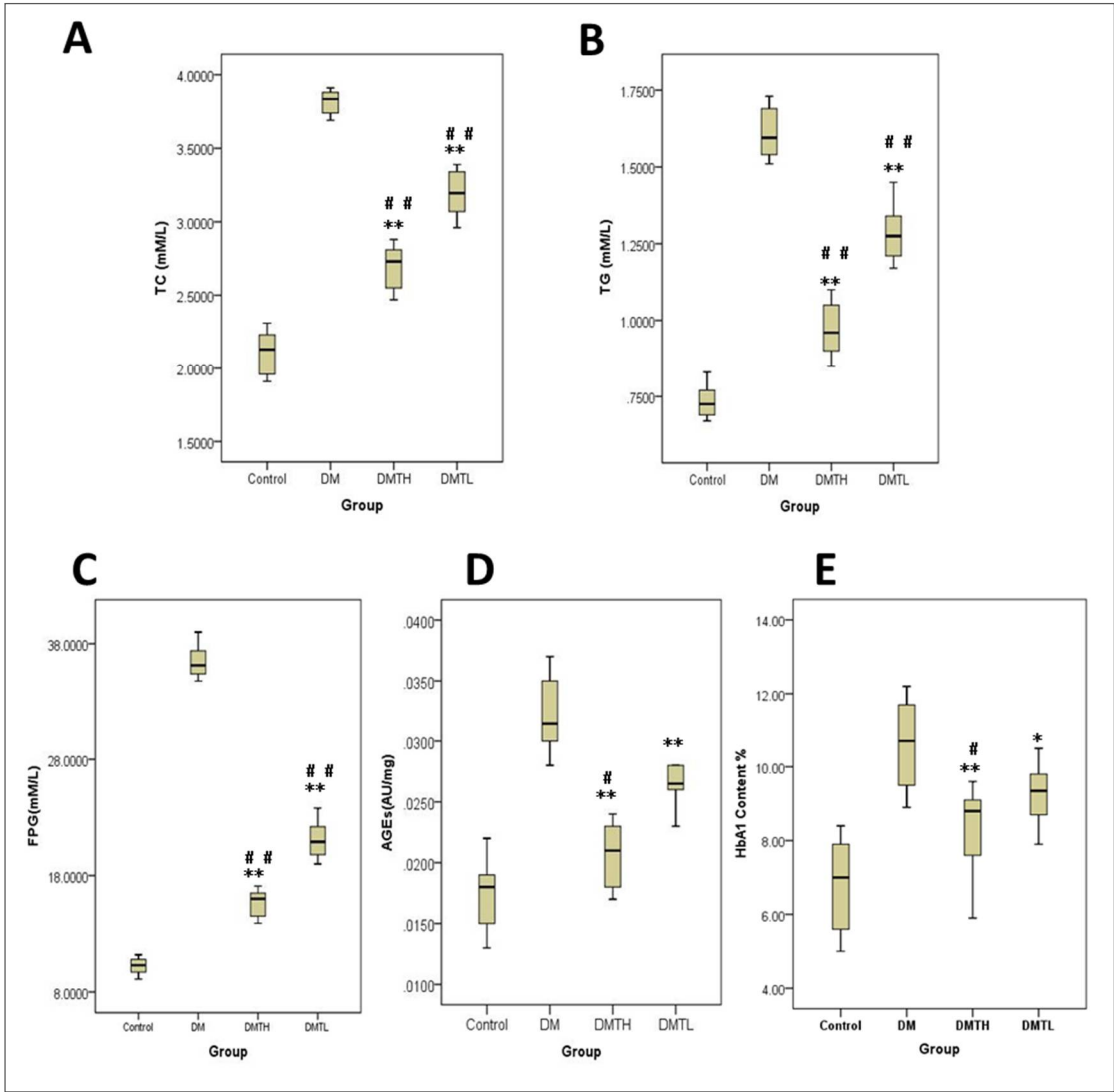 A
TC (mM/L)
4.0000
3.5000
3.0000
2.5000
2.0000
1.5000
# #
**
# #
**
Control DM DMTH DMTL
Group
B
TG (mM/L)
1.7500
1.5000
1.2500
1.0000
.7500
# #
**
# #
**
Control DM DMTH DMTL
Group
C
FPG(mM/L)
38.0000
28.0000
18.0000
8.0000
# #
**
# #
**
Control DM DMTH DMTL
Group
D
AGEs(AU/mg)
.0400
.0350
.0300
.0250
.0200
.0150
.0100
**
#
**
Control DM DMTH DMTL
Group
E
HbA1 Content %
14.00
12.00
10.00
8.00
6.00
4.00
#
**
*
Control DM DMTH DMTL
Group